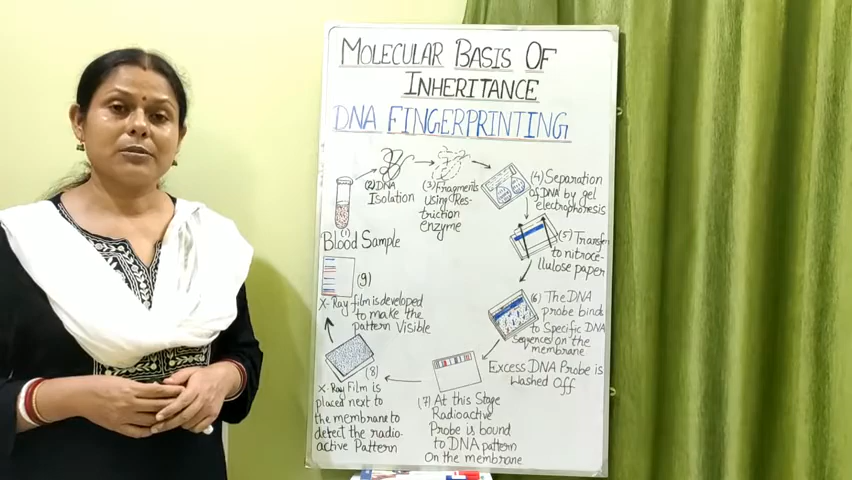 MOLECULAR BASIS OF
INHERITANCE
DNA FINGERPRINTING
(1)
Blood Sample
(2) DNA
Isolation
(3) Fragments
using Res-
triction
enzyme
(4) Separation
of DNA by gel
electrophoresis
(5) Transfer
to nitroce-
llulose paper
(6) The DNA
Probe binds
to Specific DNA
Sequences on the
membrane
Excess DNA Probe is
Washed Off
(7) At this Stage
Radioactive
Probe is bound
to DNA pattern
On the membrane
(8)
X-Ray Film is
placed next to
the membrane to
detect the radio-
active Pattern
(9)
X-Ray film is developed
to make the
pattern Visible